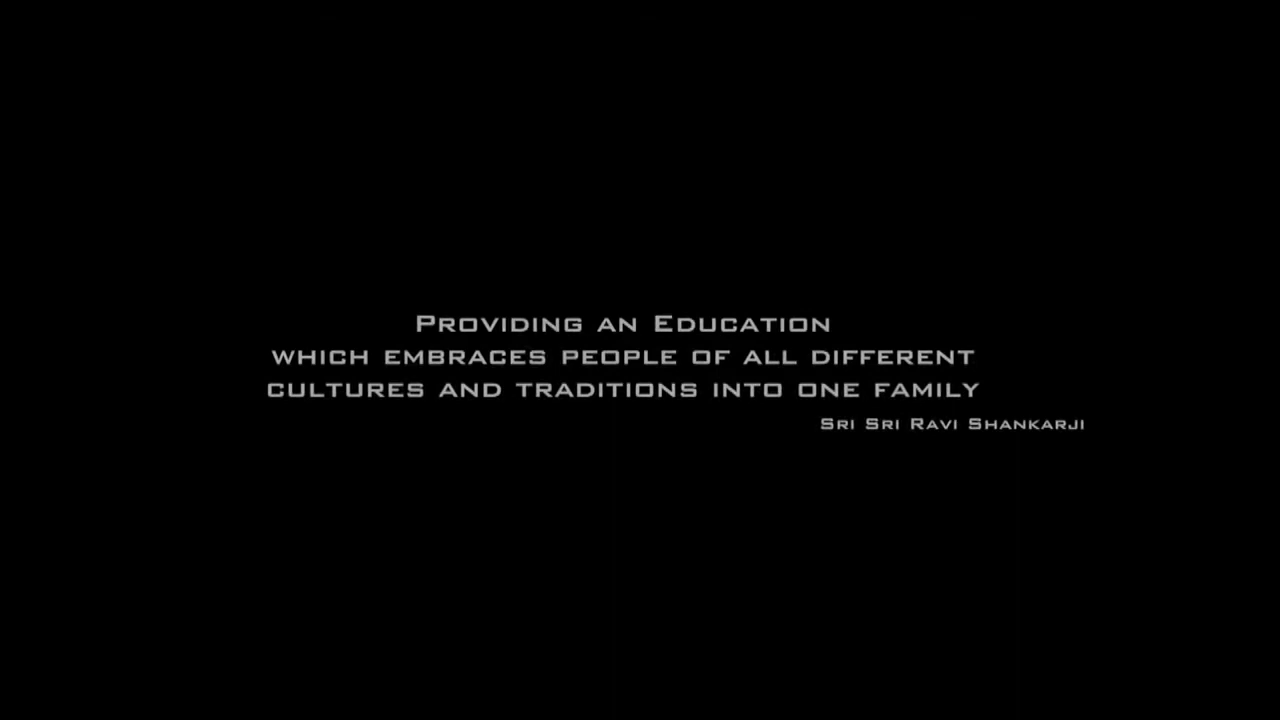 Providing an Education
which embraces people of all different
cultures and traditions into one family
Sri Sri Ravi Shankarji